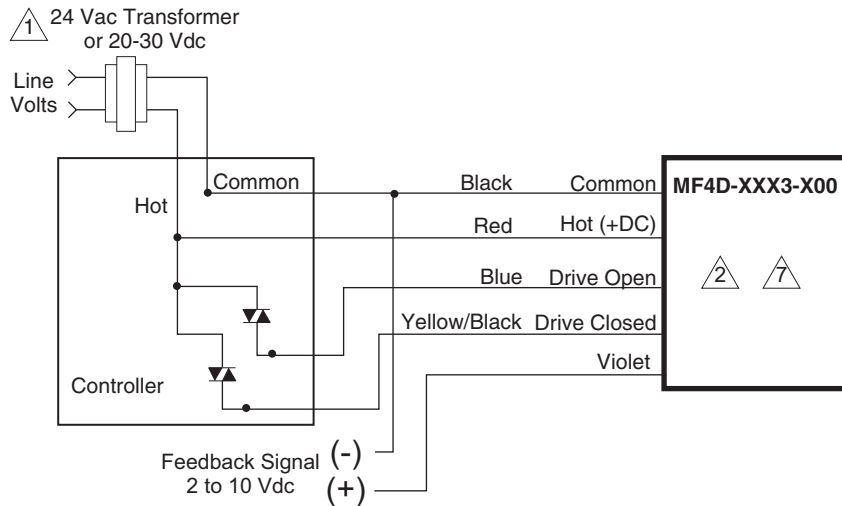 1
24 Vac Transformer
or 20-30 Vdc
Line
Volts
Common
Hot
Controller
Black
Common
Red
Hot (+DC)
Blue
Drive Open
Yellow/Black
Drive Closed
Violet
MF4D-XXX3-X00
2
7
Feedback Signal
2 to 10 Vdc
(-)
(+)